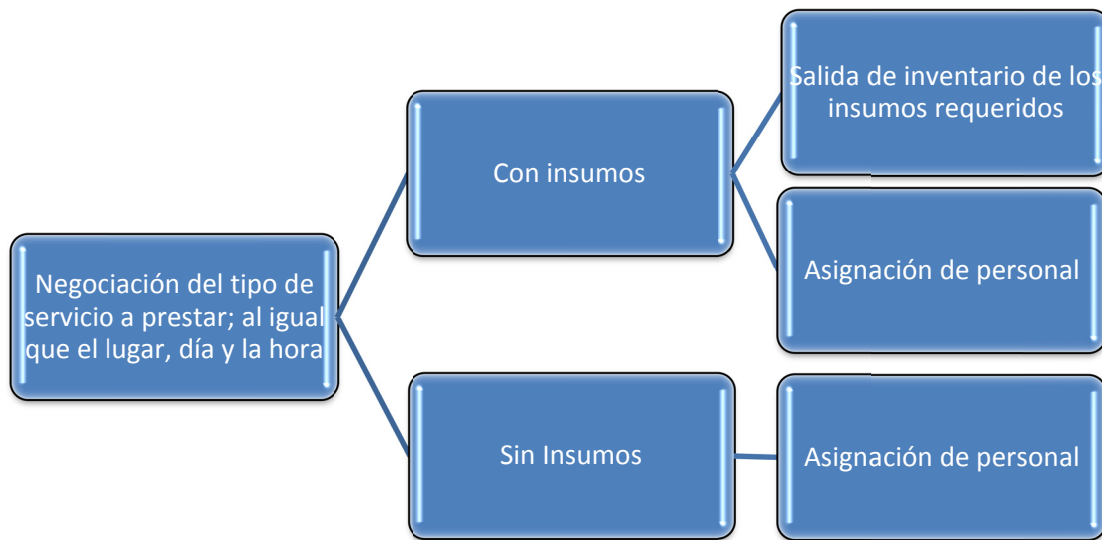 Negociación del tipo de
servicio a prestar; al igual
que el lugar, día y la hora
Con insumos
Salida de inventario de los
insumos requeridos
Asignación de personal
Sin Insumos
Asignación de personal